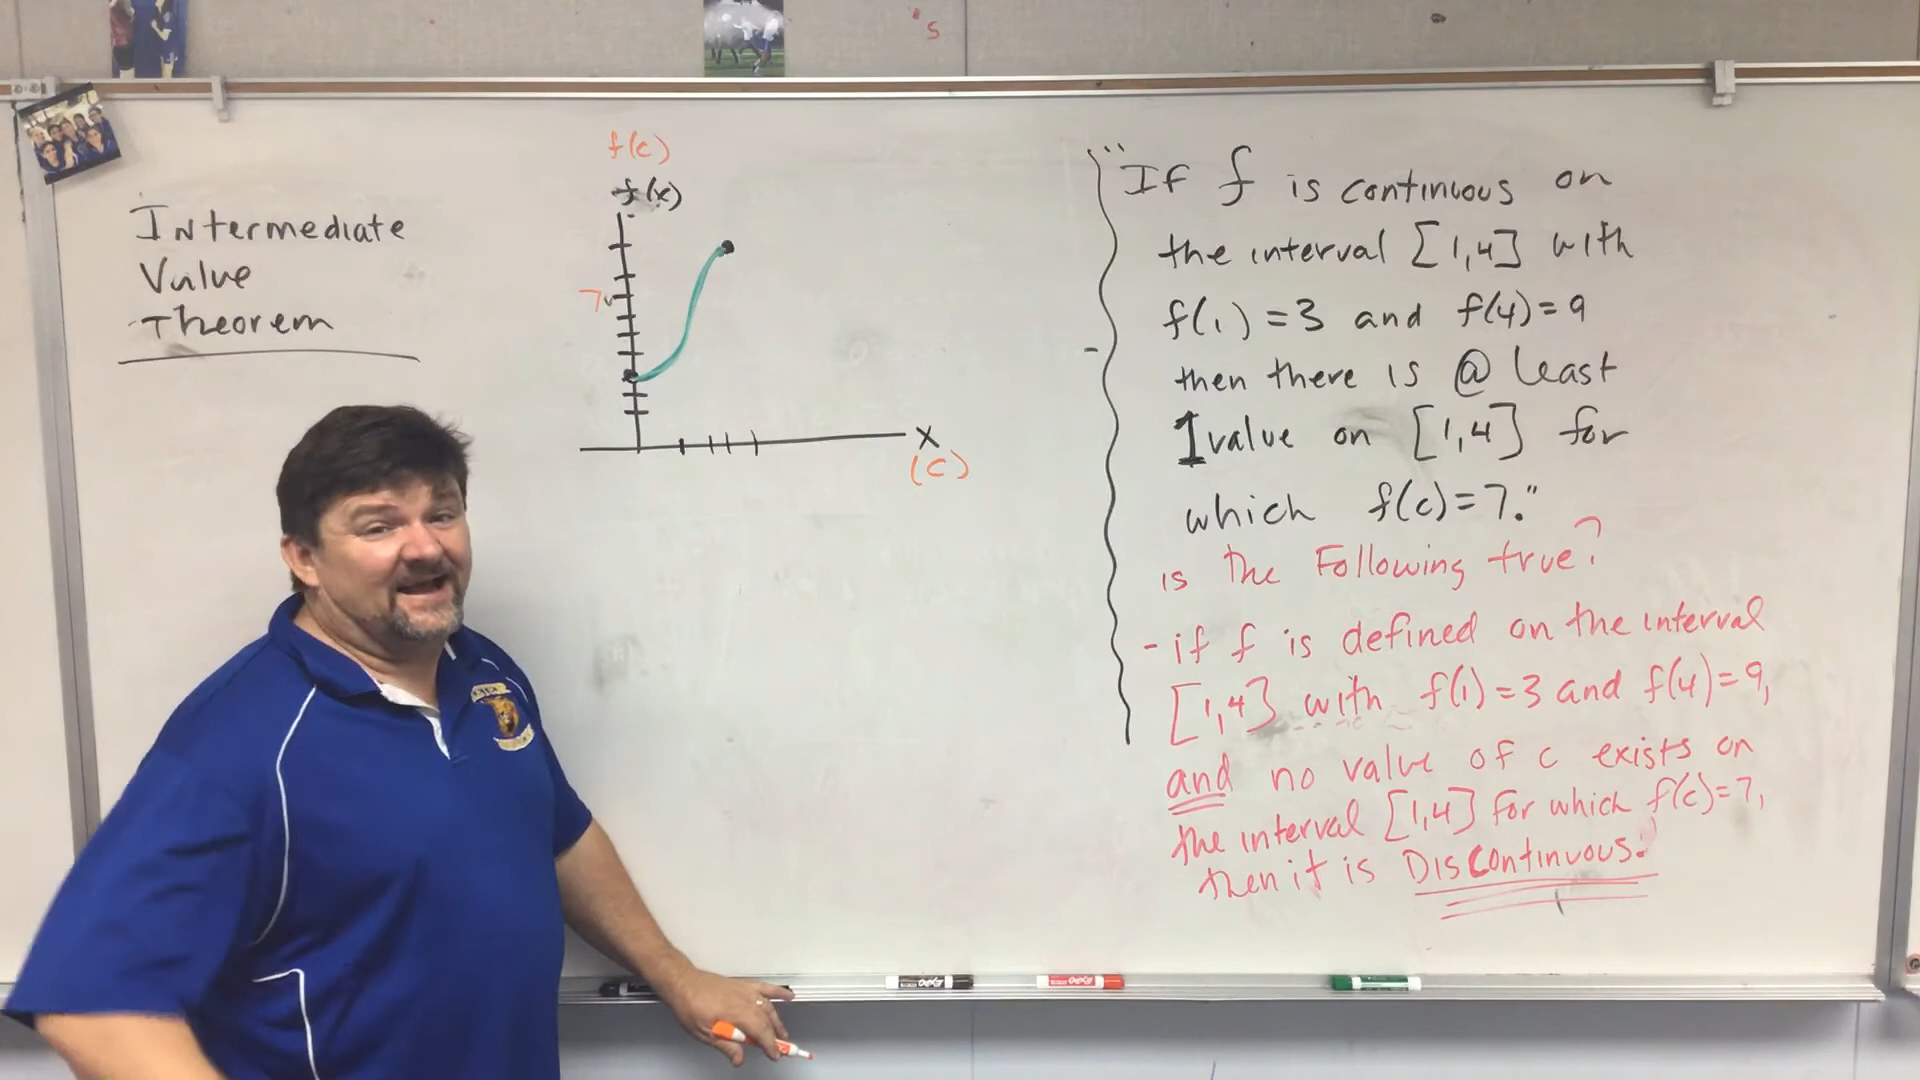 's
Intermediate
Value
Theorem
f(c)
f(x)
7
x
(c)
"If f is continuous on
the interval [1,4] with
f(1)=3 and f(4)=9
then there is @ least
1 value on [1,4] for
which f(c)=7."
is the Following true?
- if f is defined on the interval
[1,4] with f(1)=3 and f(4)=9,
and no value of c exists on
the interval [1,4] for which f(c)=7,
then it is DISCONTINUOUS.